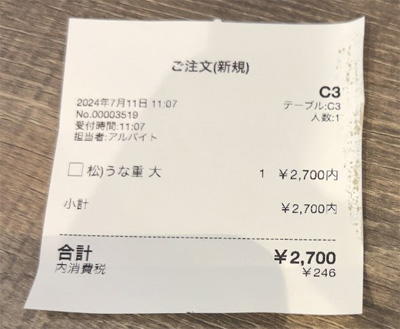 ご注文(新規)
C3
2024年7月11日 11:07 テーブル:C3
No.00003519 人数:1
受付時間:11:07
担当者:アルバイト
松)うな重 大 1 ¥2,700内
小計 ¥2,700内
合計 ¥2,700
内消費税 ¥246